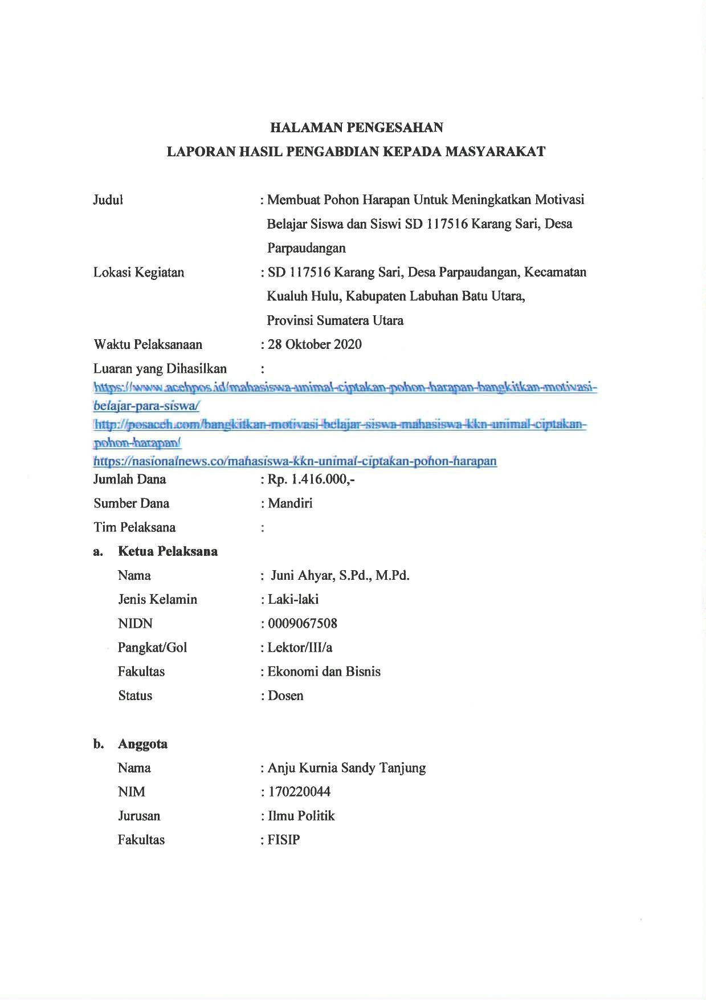 HALAMAN PENGESAHAN
LAPORAN HASIL PENGABDIAN KEPADA MASYARAKAT
Judul : Membuat Pohon Harapan Untuk Meningkatkan Motivasi
Belajar Siswa dan Siswi SD 117516 Karang Sari, Desa
Parpaudangan
Lokasi Kegiatan : SD 117516 Karang Sari, Desa Parpaudangan, Kecamatan
Kualuh Hulu, Kabupaten Labuhan Batu Utara,
Provinsi Sumatera Utara
Waktu Pelaksanaan : 28 Oktober 2020
Luaran yang Dihasilkan :
https://www.acehpos.id/mahasiswa-unimal-ciptakan-pohon-harapan-bangkitkan-motivasi-
belajar-para-siswa/
http://posaceh.com/bangkitkan-motivasi-belajar-siswa-mahasiswa-kkn-unimal-ciptakan-
pohon-harapan/
https://nasionalnews.co/mahasiswa-kkn-unimal-ciptakan-pohon-harapan
Jumlah Dana : Rp. 1.416.000,-
Sumber Dana : Mandiri
Tim Pelaksana :
a. Ketua Pelaksana
Nama : Juni Ahyar, S.Pd., M.Pd.
Jenis Kelamin : Laki-laki
NIDN : 0009067508
Pangkat/Gol : Lektor/III/a
Fakultas : Ekonomi dan Bisnis
Status : Dosen
b. Anggota
Nama : Anju Kurnia Sandy Tanjung
NIM : 170220044
Jurusan : Ilmu Politik
Fakultas : FISIP